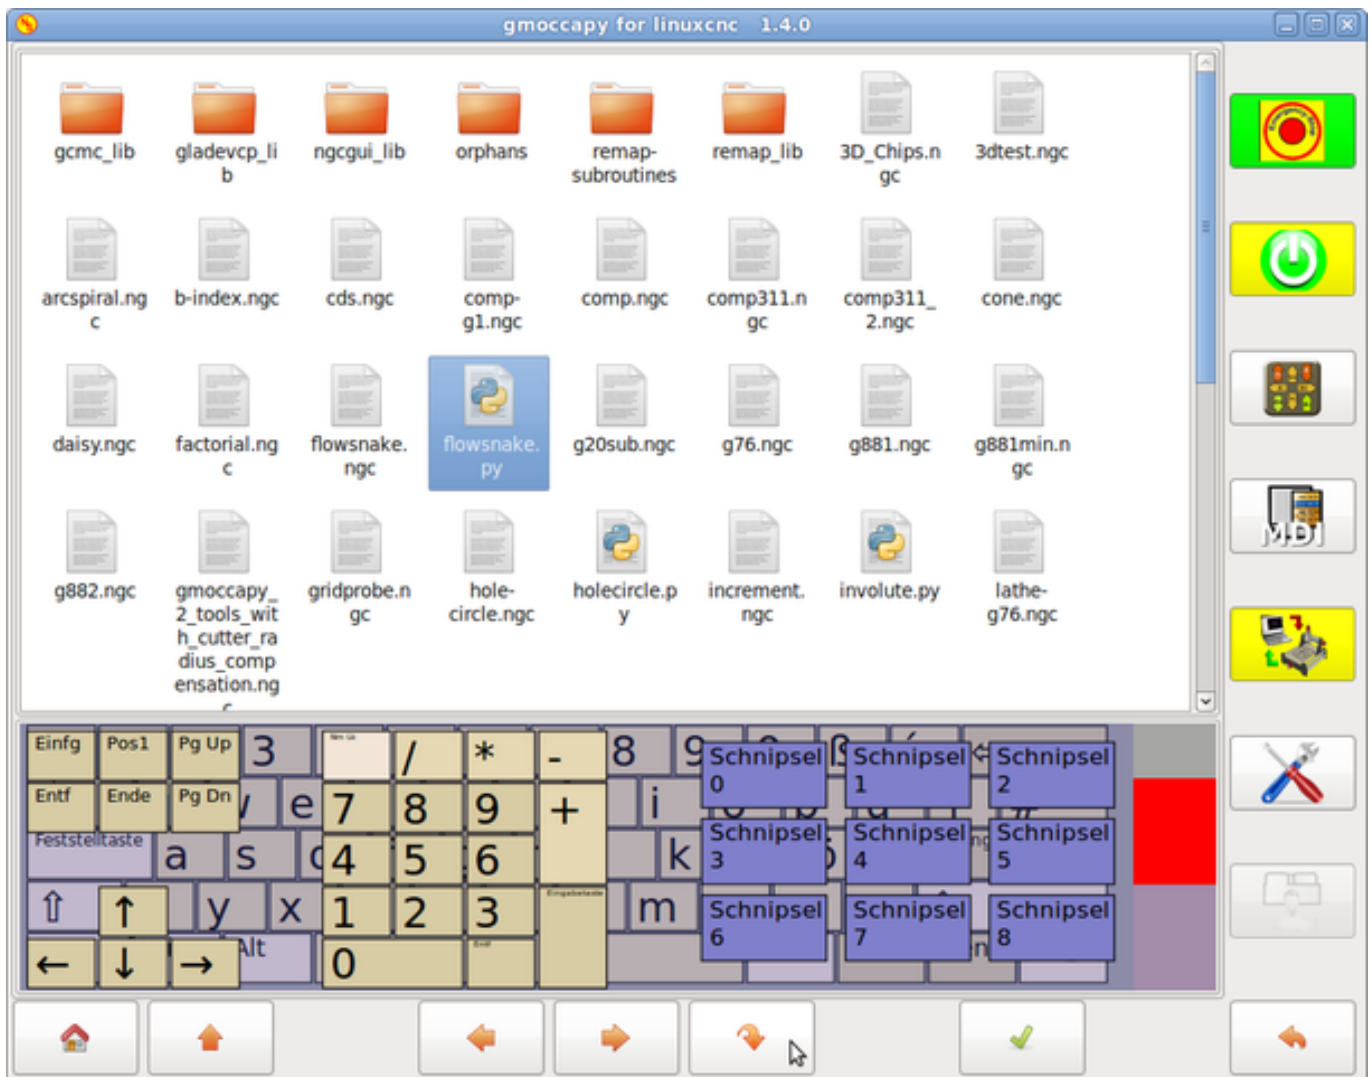 gmoccapy for linuxcnc 1.4.0
gcmc_lib
gladevcp_li
b
ngcgui_lib
orphans
remap-
subroutines
remap_lib
3D_Chips.n
gc
3dtest.ngc
arcspiral.ng
c
b-index.ngc
cds.ngc
comp-
g1.ngc
comp.ngc
comp311.n
gc
comp311_
2.ngc
cone.ngc
daisy.ngc
factorial.ng
c
flowsnake.
ngc
flowsnake.
py
g20sub.ngc
g76.ngc
g881.ngc
g881min.n
gc
g882.ngc
gmoccapy_
2_tools_wit
h_cutter_ra
dius_comp
ensation.ng
c
gridprobe.n
gc
hole-
circle.ngc
holecircle.p
y
increment.
ngc
involute.py
lathe-
g76.ngc
MDI
Einfg Pos1 Pg Up 3 / * - 8 9
Schnipsel
0
Schnipsel
1
Schnipsel
2
Entf Ende Pg Dn w e 7 8 9 + i
Feststelltaste a s 4 5 6 k
Schnipsel
3
Schnipsel
4
Schnipsel
5
⇧ ↑ y x 1 2 3 Eingabetaste m
Schnipsel
6
Schnipsel
7
Schnipsel
8
← ↓ → Alt 0 Entf